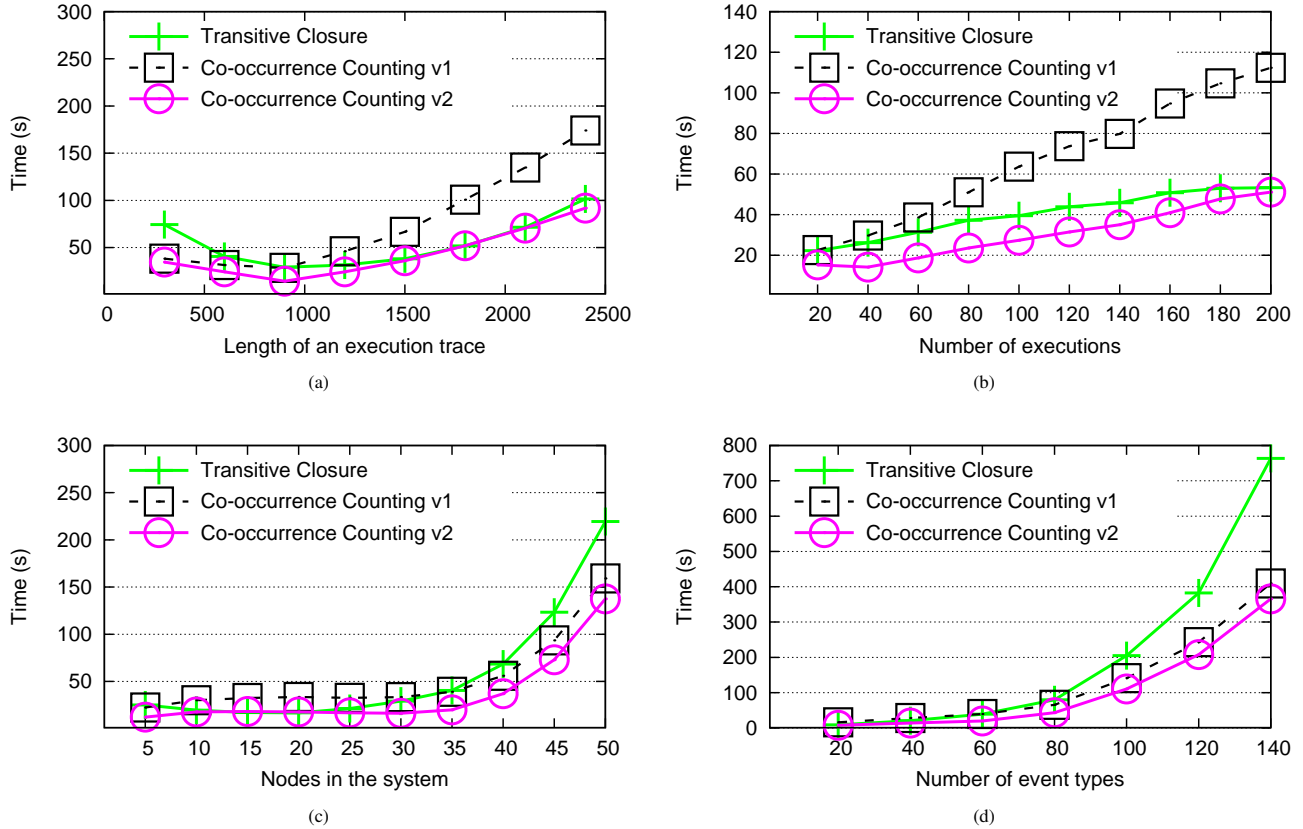 300
250
200
150
100
50
0 500 1000 1500 2000 2500
Time (s)
Length of an execution trace
Transitive Closure
Co-occurrence Counting v1
Co-occurrence Counting v2
(a)
140
120
100
80
60
40
20
20 40 60 80 100 120 140 160 180 200
Time (s)
Number of executions
Transitive Closure
Co-occurrence Counting v1
Co-occurrence Counting v2
(b)
300
250
200
150
100
50
5 10 15 20 25 30 35 40 45 50
Time (s)
Nodes in the system
Transitive Closure
Co-occurrence Counting v1
Co-occurrence Counting v2
(c)
800
700
600
500
400
300
200
100
0
20 40 60 80 100 120 140
Time (s)
Number of event types
Transitive Closure
Co-occurrence Counting v1
Co-occurrence Counting v2
(d)